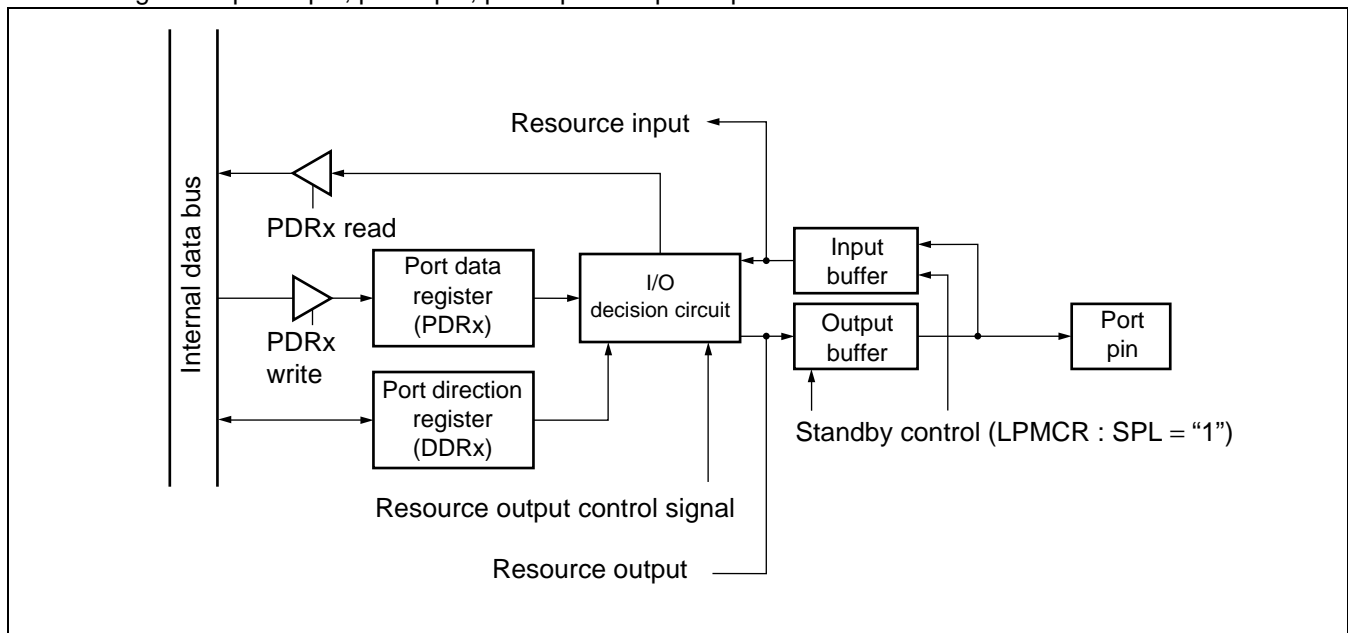 Resource input
Internal data bus
PDRx read
Port data
register
(PDRx)
I/O
decision circuit
Input
buffer
Output
buffer
Port
pin
PDRx
write
Port direction
register
(DDRx)
Standby control (LPMCR : SPL = “1”)
Resource output control signal
Resource output